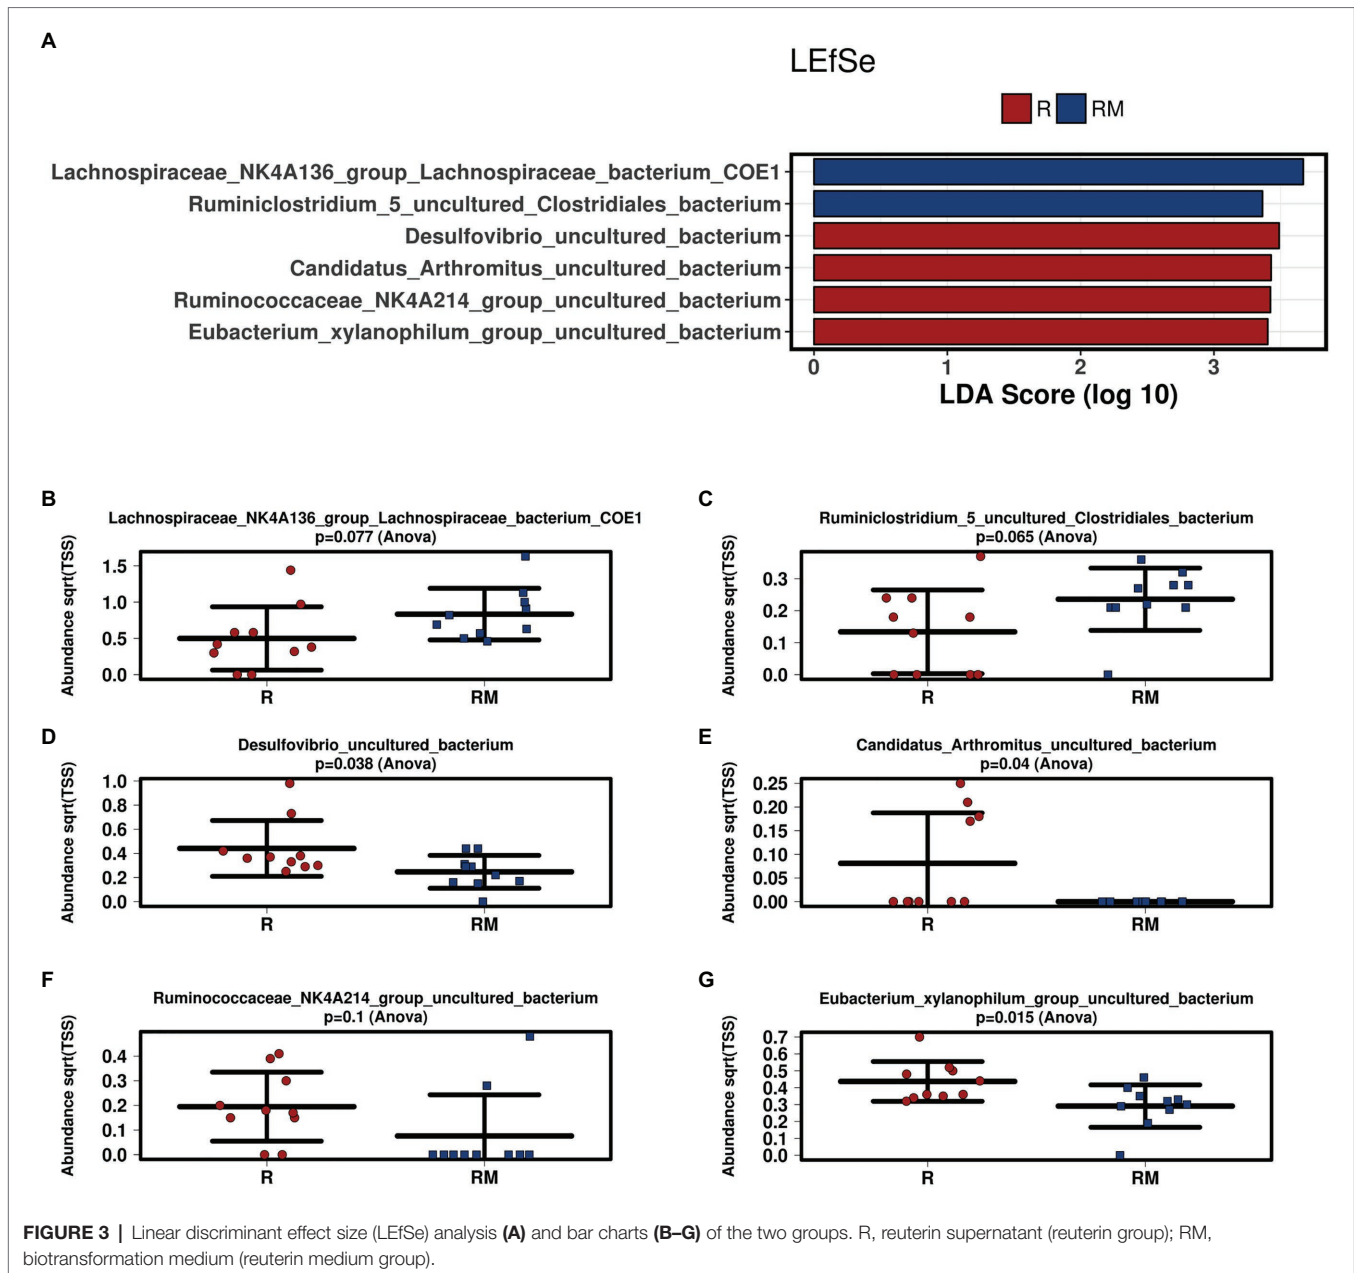 A
LEfSe
R RM
Lachnospiraceae_NK4A136_group_Lachnospiraceae_bacterium_COE1
Ruminiclostridium_5_uncultured_Clostridiales_bacterium
Desulfovibrio_uncultured_bacterium
Candidatus_Arthromitus_uncultured_bacterium
Ruminococcaceae_NK4A214_group_uncultured_bacterium
Eubacterium_xylanophilum_group_uncultured_bacterium
0 1 2 3
LDA Score (log 10)
B
Lachnospiraceae_NK4A136_group_Lachnospiraceae_bacterium_COE1
p=0.077 (Anova)
Abundance sqrt(TSS)
1.5
1.0
0.5
0.0
R RM
C
Ruminiclostridium_5_uncultured_Clostridiales_bacterium
p=0.065 (Anova)
Abundance sqrt(TSS)
0.3
0.2
0.1
0.0
R RM
D
Desulfovibrio_uncultured_bacterium
p=0.038 (Anova)
Abundance sqrt(TSS)
1.0
0.8
0.6
0.4
0.2
0.0
R RM
E
Candidatus_Arthromitus_uncultured_bacterium
p=0.04 (Anova)
Abundance sqrt(TSS)
0.25
0.20
0.15
0.10
0.05
0.00
R RM
F
Ruminococcaceae_NK4A214_group_uncultured_bacterium
p=0.1 (Anova)
Abundance sqrt(TSS)
0.4
0.3
0.2
0.1
0.0
R RM
G
Eubacterium_xylanophilum_group_uncultured_bacterium
p=0.015 (Anova)
Abundance sqrt(TSS)
0.7
0.6
0.5
0.4
0.3
0.2
0.1
0.0
R RM
FIGURE 3 | Linear discriminant effect size (LEfSe) analysis (A) and bar charts (B–G) of the two groups. R, reuterin supernatant (reuterin group); RM,
biotransformation medium (reuterin medium group).